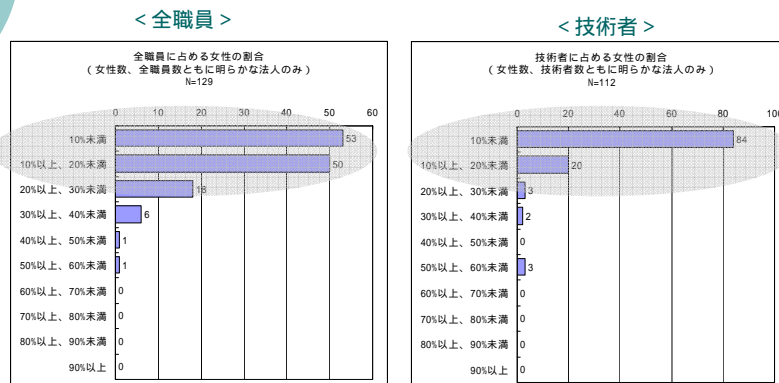 <全職員>
全職員に占める女性の割合
(女性数、全職員数ともに明らかな法人のみ)
N=129
0 10 20 30 40 50 60
10%未満 53
10%以上、20%未満 50
20%以上、30%未満 18
30%以上、40%未満 6
40%以上、50%未満 1
50%以上、60%未満 1
60%以上、70%未満 0
70%以上、80%未満 0
80%以上、90%未満 0
90%以上 0
<技術者>
技術者に占める女性の割合
(女性数、技術者数ともに明らかな法人のみ)
N=112
0 20 40 60 80 100
10%未満 84
10%以上、20%未満 20
20%以上、30%未満 3
30%以上、40%未満 2
40%以上、50%未満 0
50%以上、60%未満 3
60%以上、70%未満 0
70%以上、80%未満 0
80%以上、90%未満 0
90%以上 0